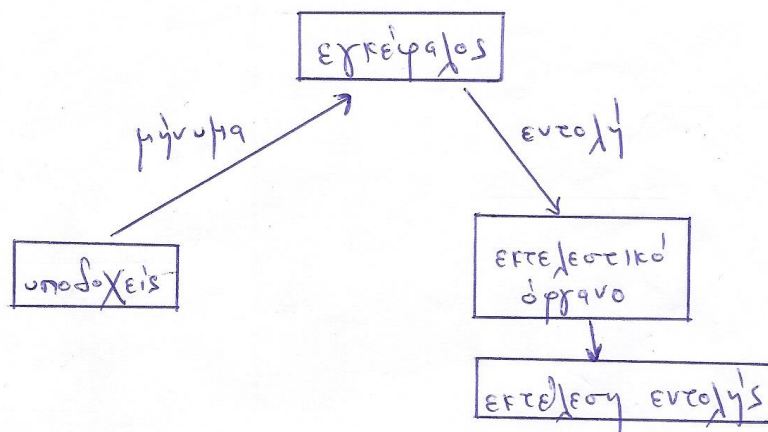 εγκέφαλος
μήνυμα
εντολή
υποδοχείς
εκτελεστικό
όργανο
εκτέλεση εντολής